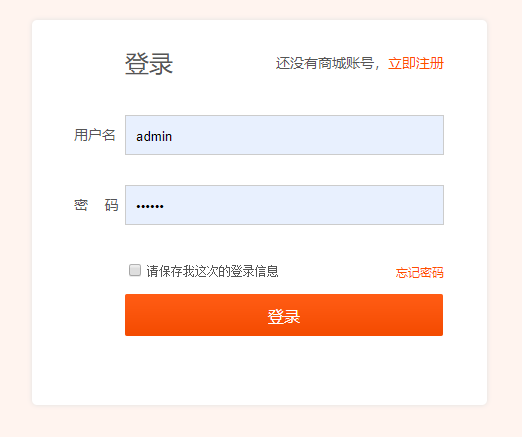 登录 还没有商城账号，立即注册
用户名 admin
密 码 ••••••
请保存我这次的登录信息 忘记密码
登录